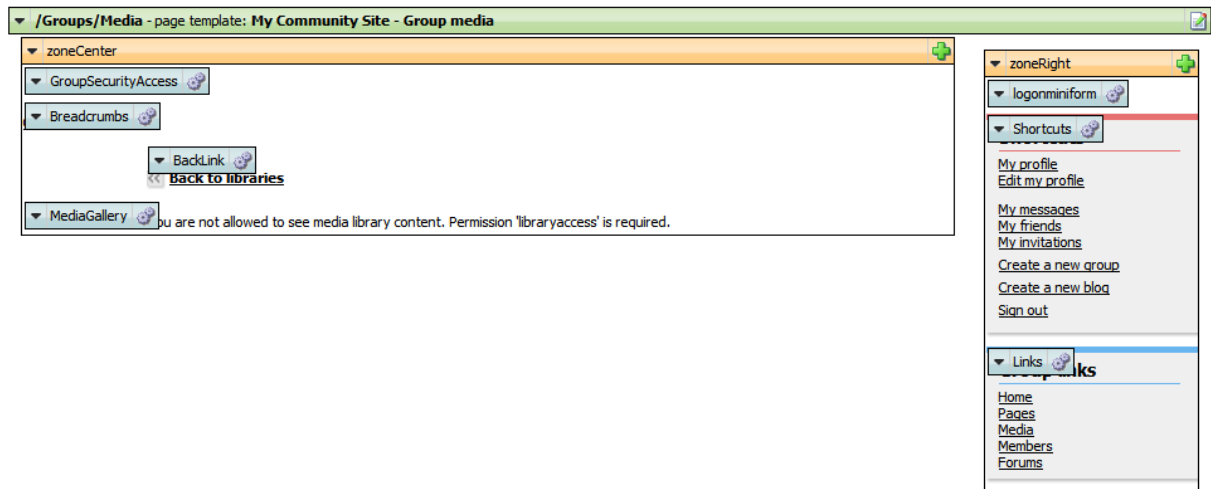 /Groups/Media - page template: My Community Site - Group media
zoneCenter
GroupSecurityAccess
Breadcrumbs
BackLink
Back to libraries
MediaGallery
ou are not allowed to see media library content. Permission 'libraryaccess' is required.
zoneRight
logonminiform
Shortcuts
My profile
Edit my profile
My messages
My friends
My invitations
Create a new group
Create a new blog
Sign out
Links
Home
Pages
Media
Members
Forums